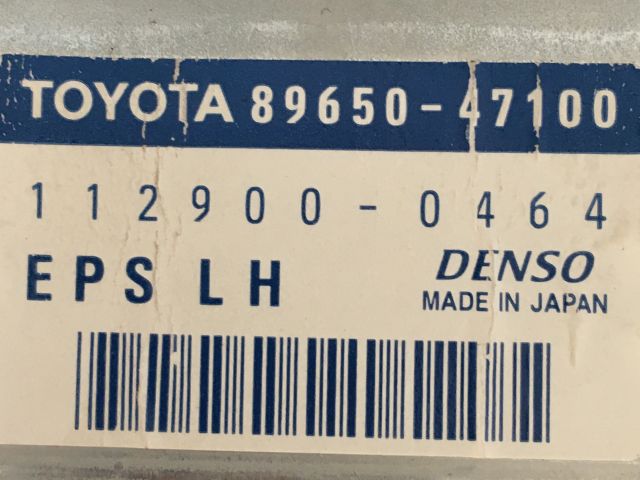 TOYOTA 89650-47100
112900-0464
EPS LH
DENSO
MADE IN JAPAN